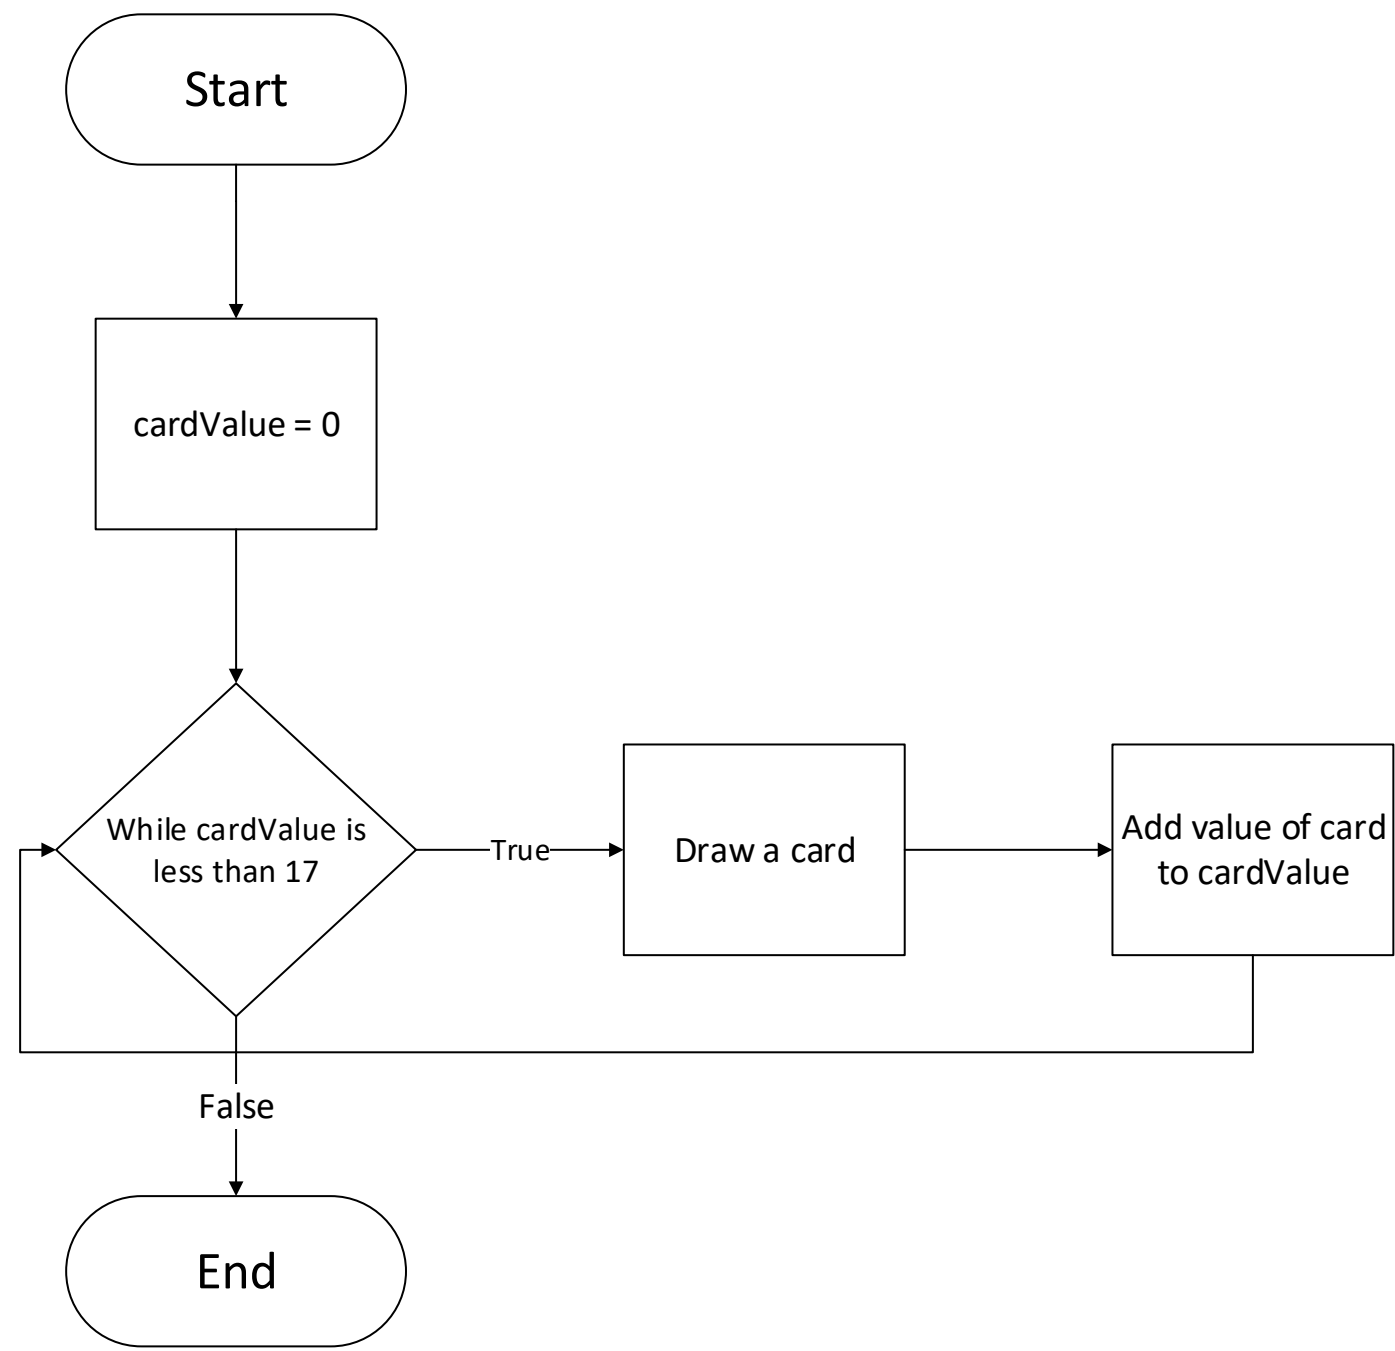 Start
cardValue = 0
While cardValue is
less than 17
True
Draw a card
Add value of card
to cardValue
False
End